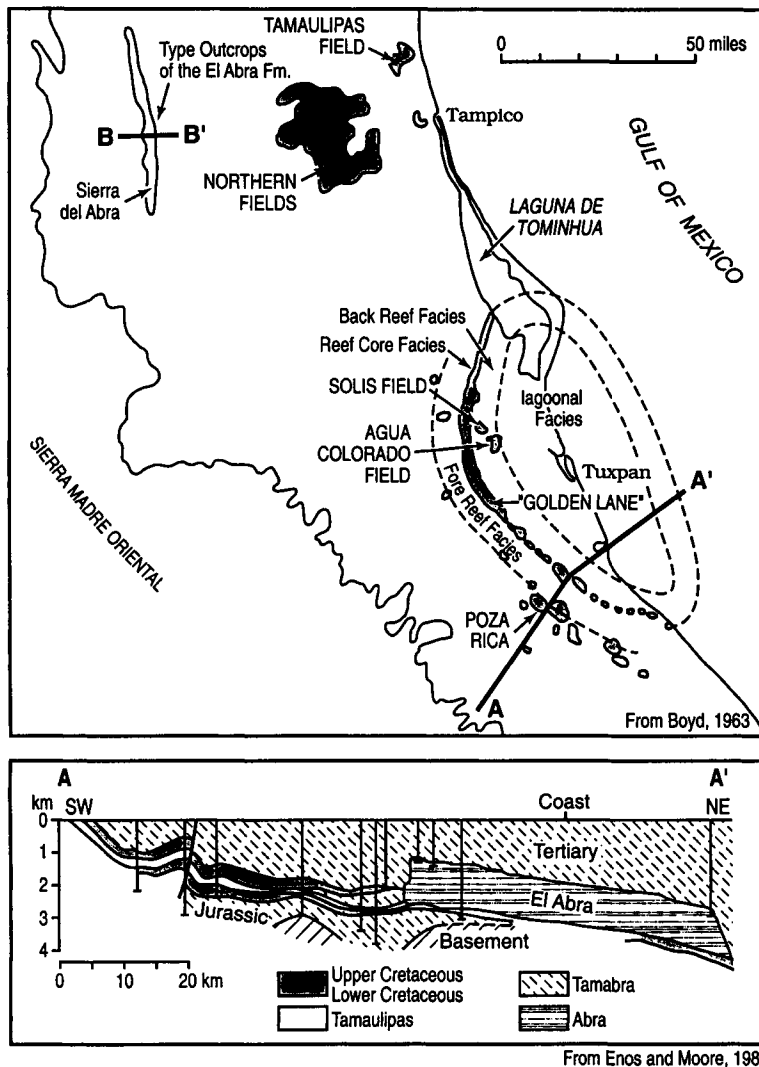 TAMAULIPAS
FIELD
0 50 miles
Type Outcrops
of the El Abra Fm.
Tampico
B B'
GULF OF MEXICO
NORTHERN
FIELDS
Sierra
del Abra
LAGUNA DE
TOMINHUA
Back Reef Facies
Reef Core Facies
SOLIS FIELD
lagoonal
Facies
AGUA
COLORADO
FIELD
Tuxpan
A'
"GOLDEN LANE"
Fore Reef Facies
SIERRA MADRE ORIENTAL
POZA
RICA
A
From Boyd, 1963
A A'
km SW Coast NE
0
1 Tertiary
2 El Abra
3 Jurassic
4 Basement
0 10 20 km
Upper Cretaceous
Lower Cretaceous
Tamaulipas
Tamabra
Abra
From Enos and Moore, 198